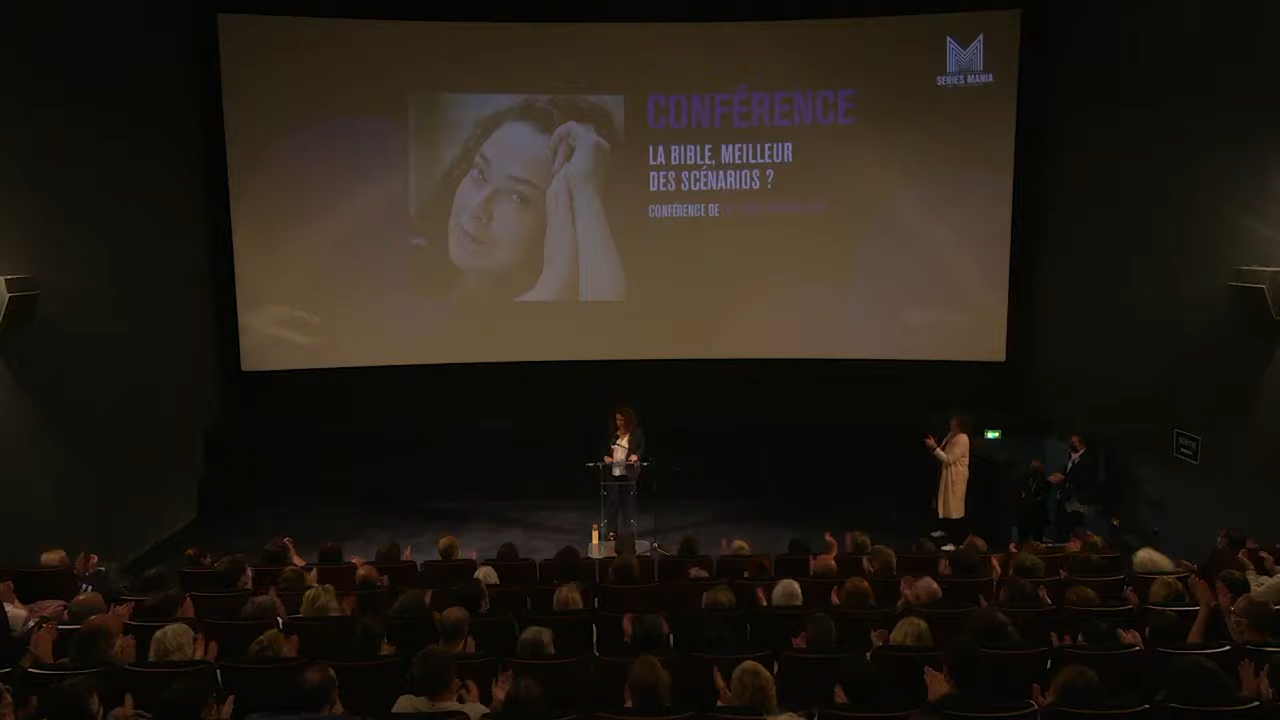 SERIES MANIA
CONFÉRENCE
LA BIBLE, MEILLEUR
DES SCÉNARIOS ?
CONFÉRENCE DE